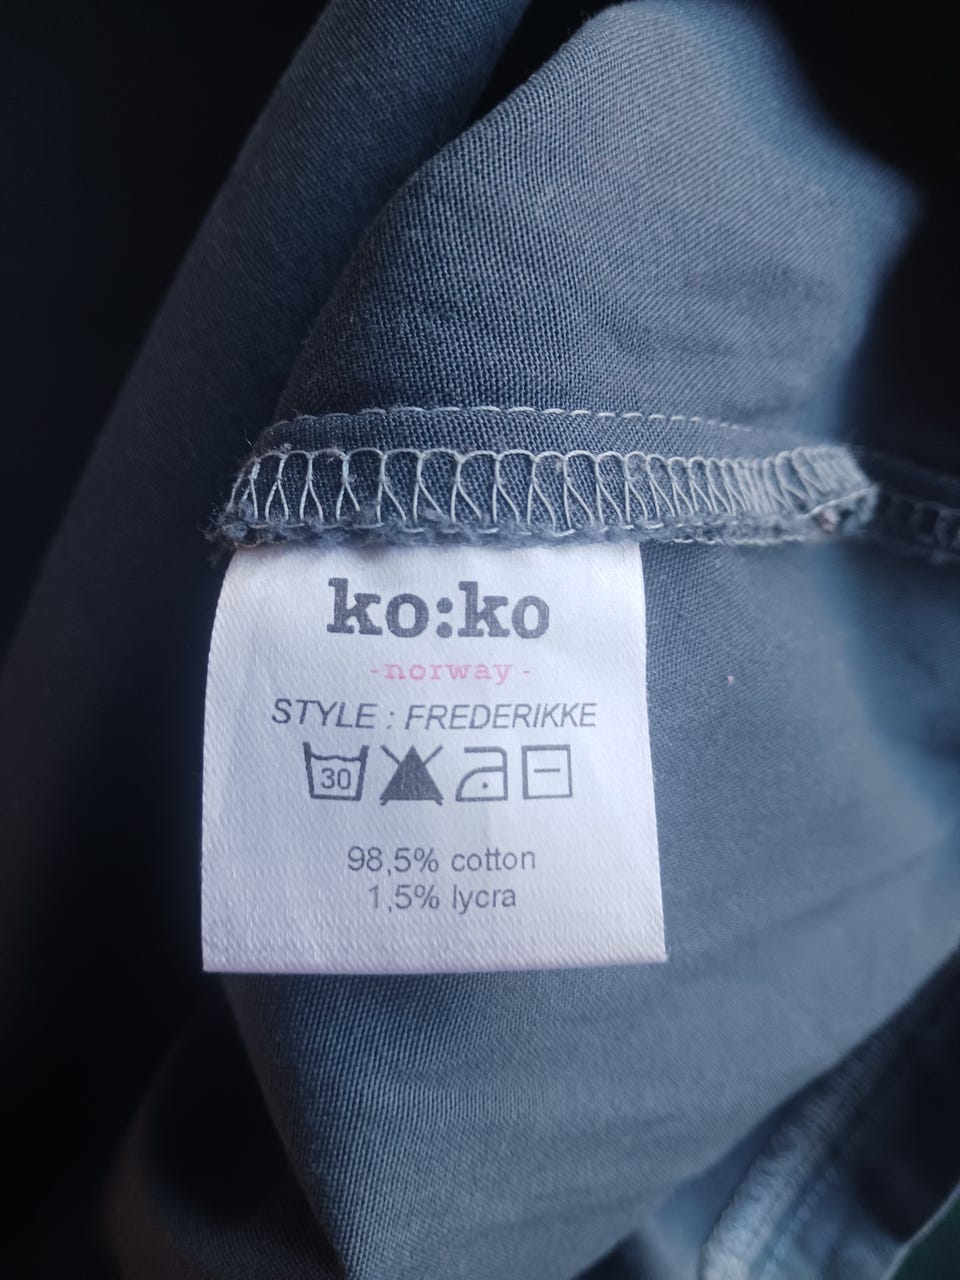 ko:ko
-norway-
STYLE : FREDERIKKE
30
98,5% cotton
1,5% lycra